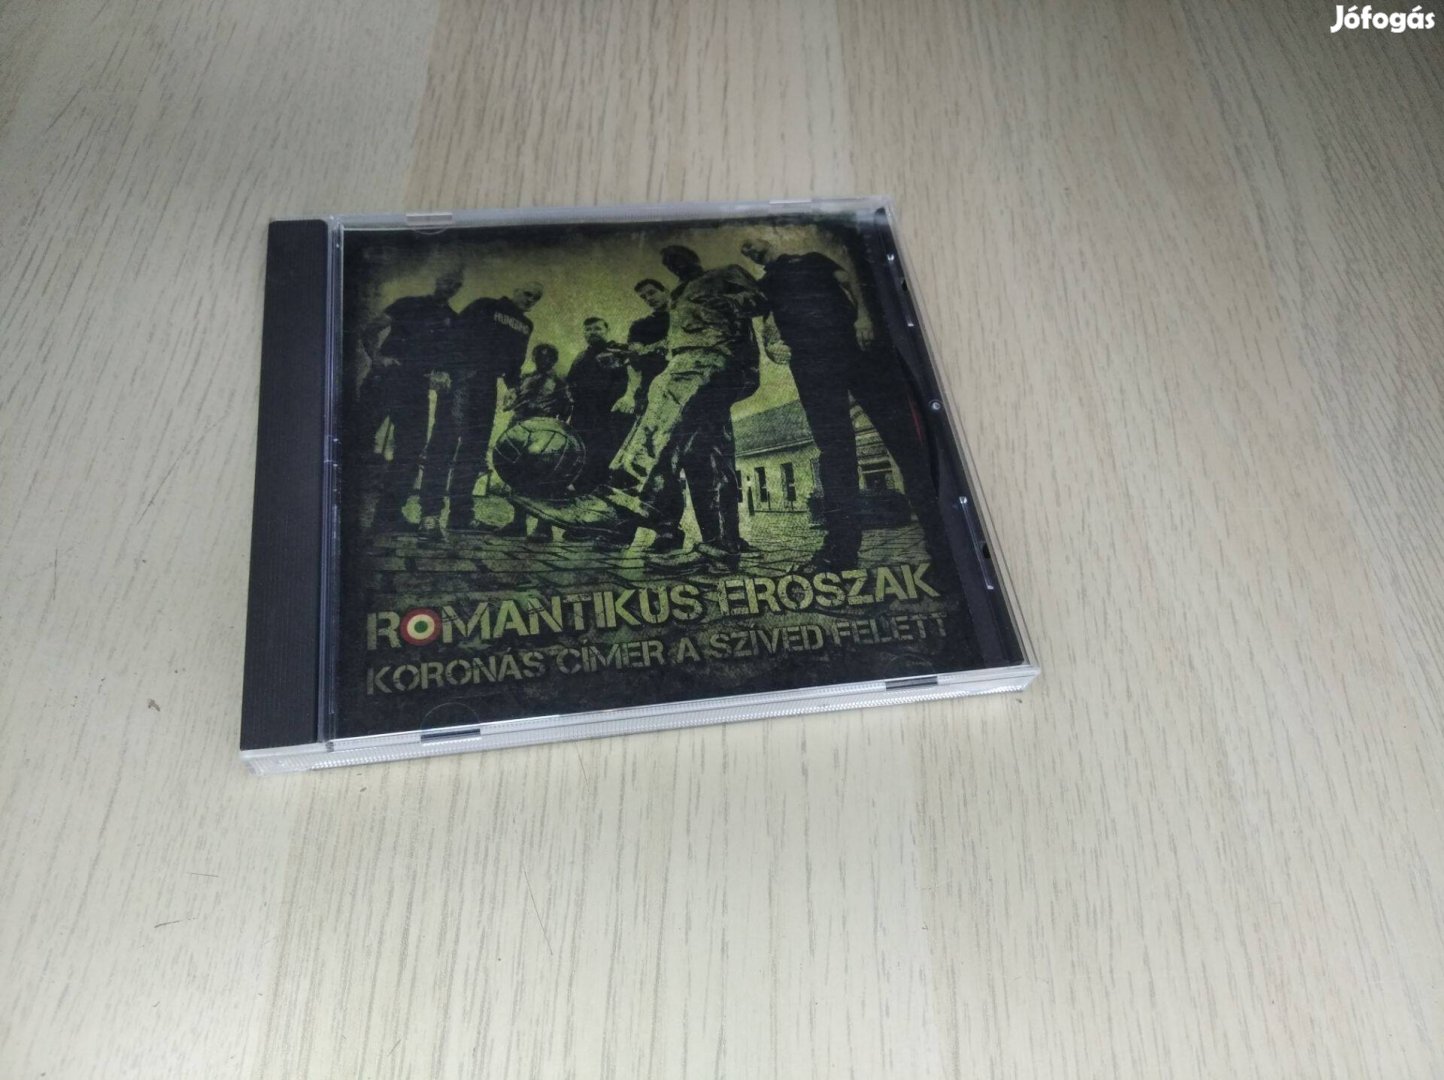 Jófogás
ROMANTIKUS ERŐSZAK
KORONÁS CÍMER A SZÍVED FELETT